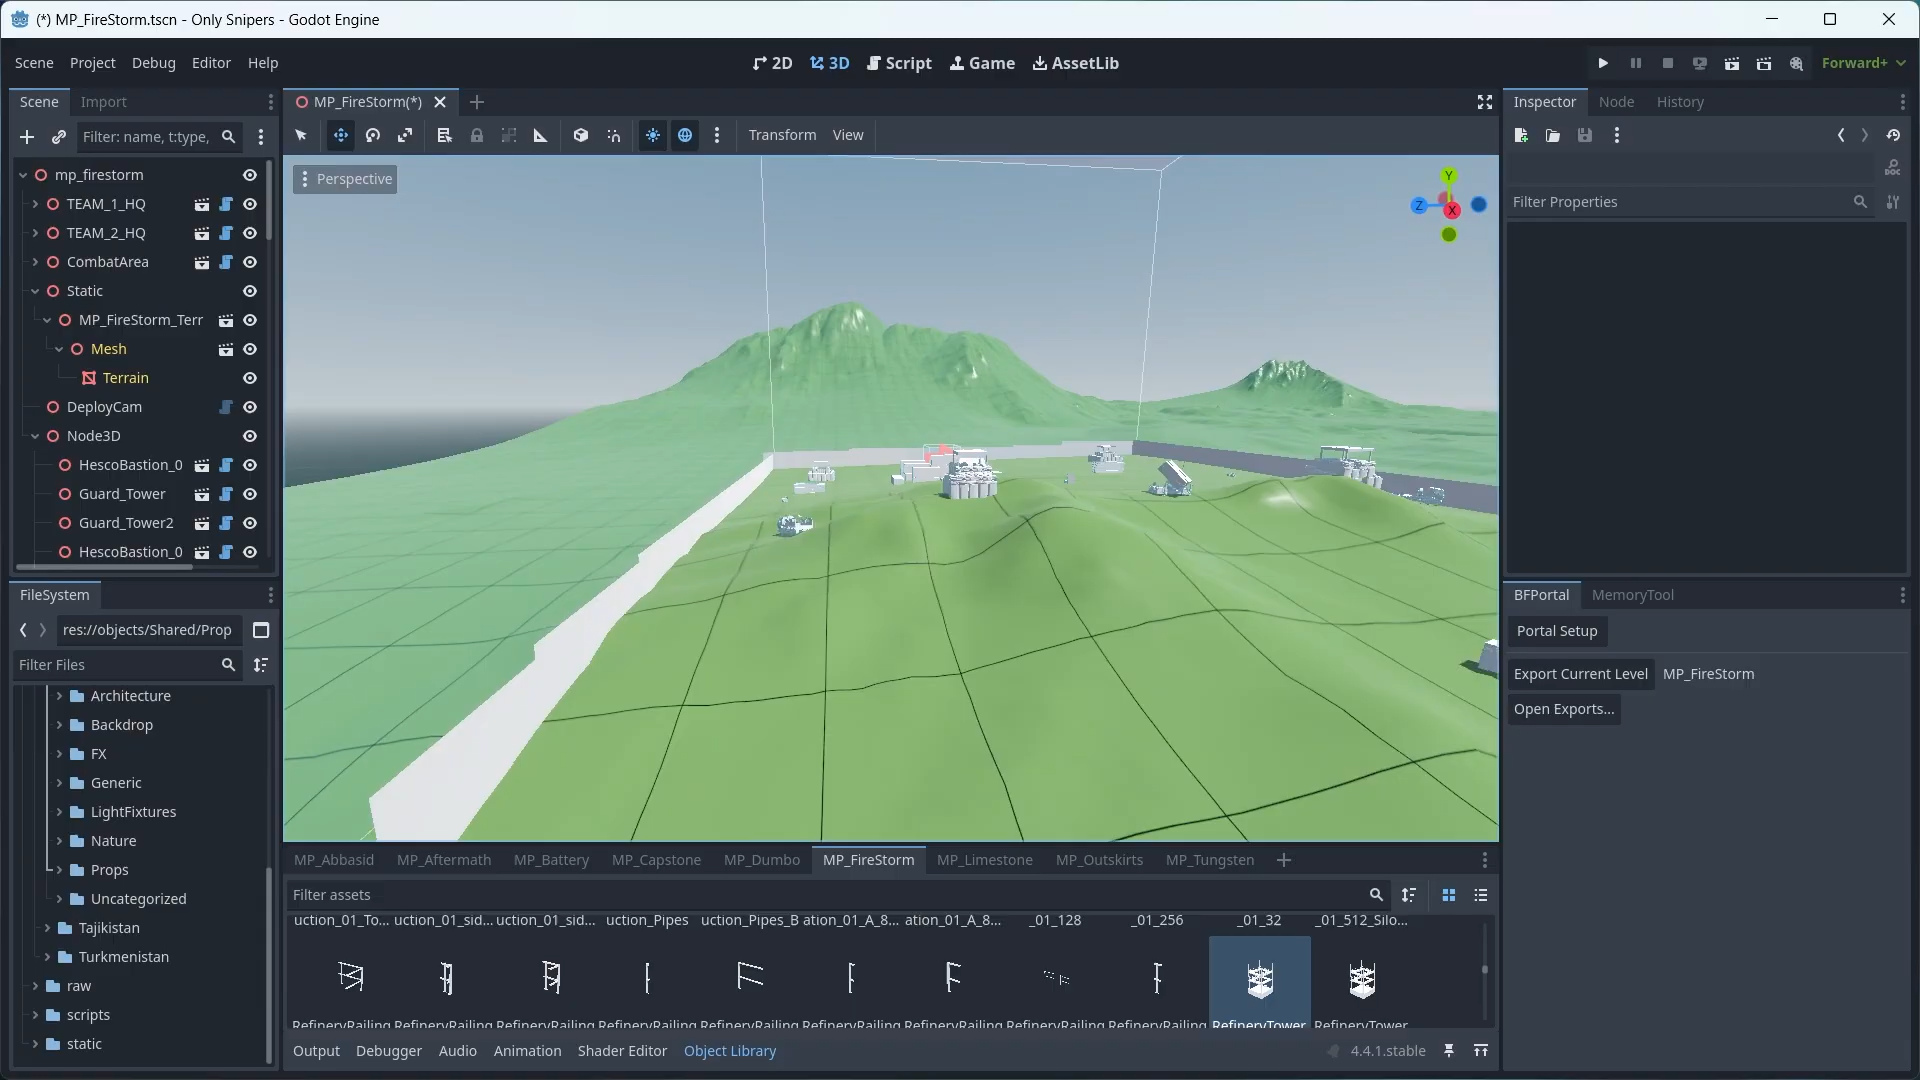 (*) MP_FireStorm.tscn - Only Snipers - Godot Engine
Scene Project Debug Editor Help
2D 3D Script Game AssetLib
Forward+
Scene Import
MP_FireStorm(*)
Inspector Node History
Filter: name, t:type,
Transform View
Perspective
Y
Z
X
DOC
Filter Properties
mp_firestorm
TEAM_1_HQ
TEAM_2_HQ
CombatArea
Static
MP_FireStorm_Terr
Mesh
Terrain
DeployCam
Node3D
HescoBastion_0
Guard_Tower
Guard_Tower2
HescoBastion_0
FileSystem
res://objects/Shared/Prop
Filter Files
Architecture
Backdrop
FX
Generic
LightFixtures
Nature
Props
Uncategorized
Tajikistan
Turkmenistan
raw
scripts
static
BFPortal MemoryTool
Portal Setup
Export Current Level MP_FireStorm
Open Exports...
MP_Abbasid MP_Aftermath MP_Battery MP_Capstone MP_Dumbo MP_FireStorm MP_Limestone MP_Outskirts MP_Tungsten
Filter assets
uction_01_To... uction_01_sid... uction_01_sid... uction_Pipes uction_Pipes_B ation_01_A_8... ation_01_A_8... _01_128 _01_256 _01_32 _01_512_Silo...
RefineryRailing RefineryRailing RefineryRailing RefineryRailing RefineryRailing RefineryRailing RefineryRailing RefineryRailing RefineryRailing RefineryTower RefineryTower
Output Debugger Audio Animation Shader Editor Object Library
4.4.1.stable